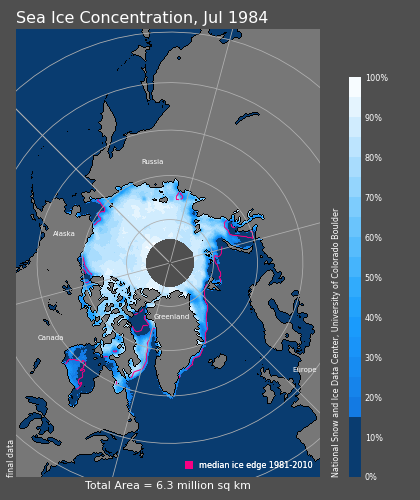 Sea Ice Concentration, Jul 1984
Russia
Alaska
Greenland
Canada
Europe
median ice edge 1981-2010
final data
Total Area = 6.3 million sq km
100%
90%
80%
70%
60%
50%
40%
30%
20%
10%
0%
National Snow and Ice Data Center, University of Colorado Boulder